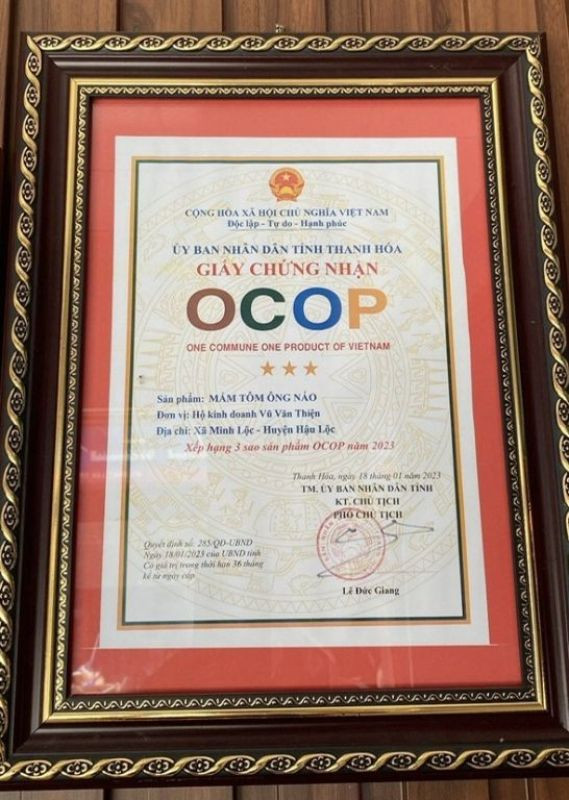 CỘNG HÒA XÃ HỘI CHỦ NGHĨA VIỆT NAM
Độc lập - Tự do - Hạnh phúc
ỦY BAN NHÂN DÂN TỈNH THANH HÓA
GIẤY CHỨNG NHẬN
OCOP
ONE COMMUNE ONE PRODUCT OF VIETNAM
Sản phẩm: MẮM TÔM ÔNG NẢO
Đơn vị: Hộ kinh doanh Vũ Văn Thiện
Địa chỉ: Xã Minh Lộc - Huyện Hậu Lộc
Xếp hạng 3 sao sản phẩm OCOP năm 2023
Thanh Hóa, ngày 18 tháng 01 năm 2023
TM. ỦY BAN NHÂN DÂN TỈNH
KT. CHỦ TỊCH
PHÓ CHỦ TỊCH
Quyết định số: 285/QĐ-UBND
Ngày 18/01/2023 của UBND tỉnh
Có giá trị trong thời hạn 36 tháng
kể từ ngày cấp
Lê Đức Giang